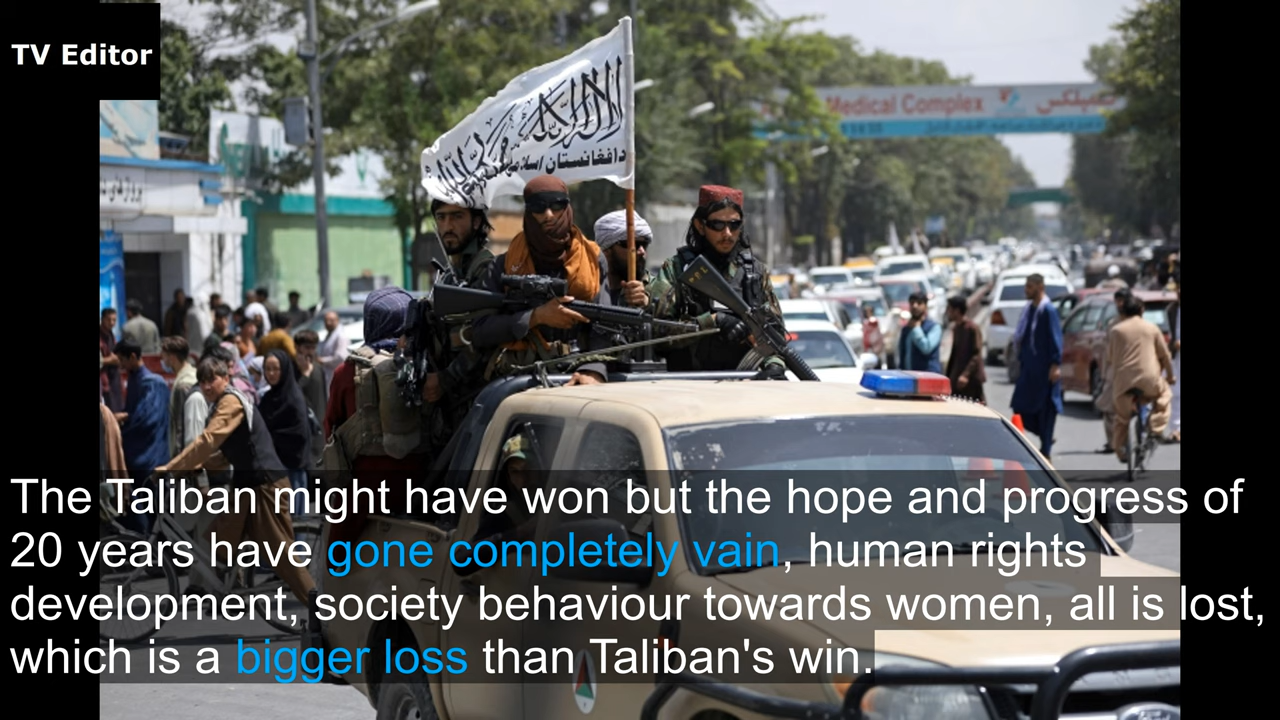 TV Editor
Medical Complex
دافغانستان اسلامی
The Taliban might have won but the hope and progress of
20 years have gone completely vain, human rights
development, society behaviour towards women, all is lost,
which is a bigger loss than Taliban's win.